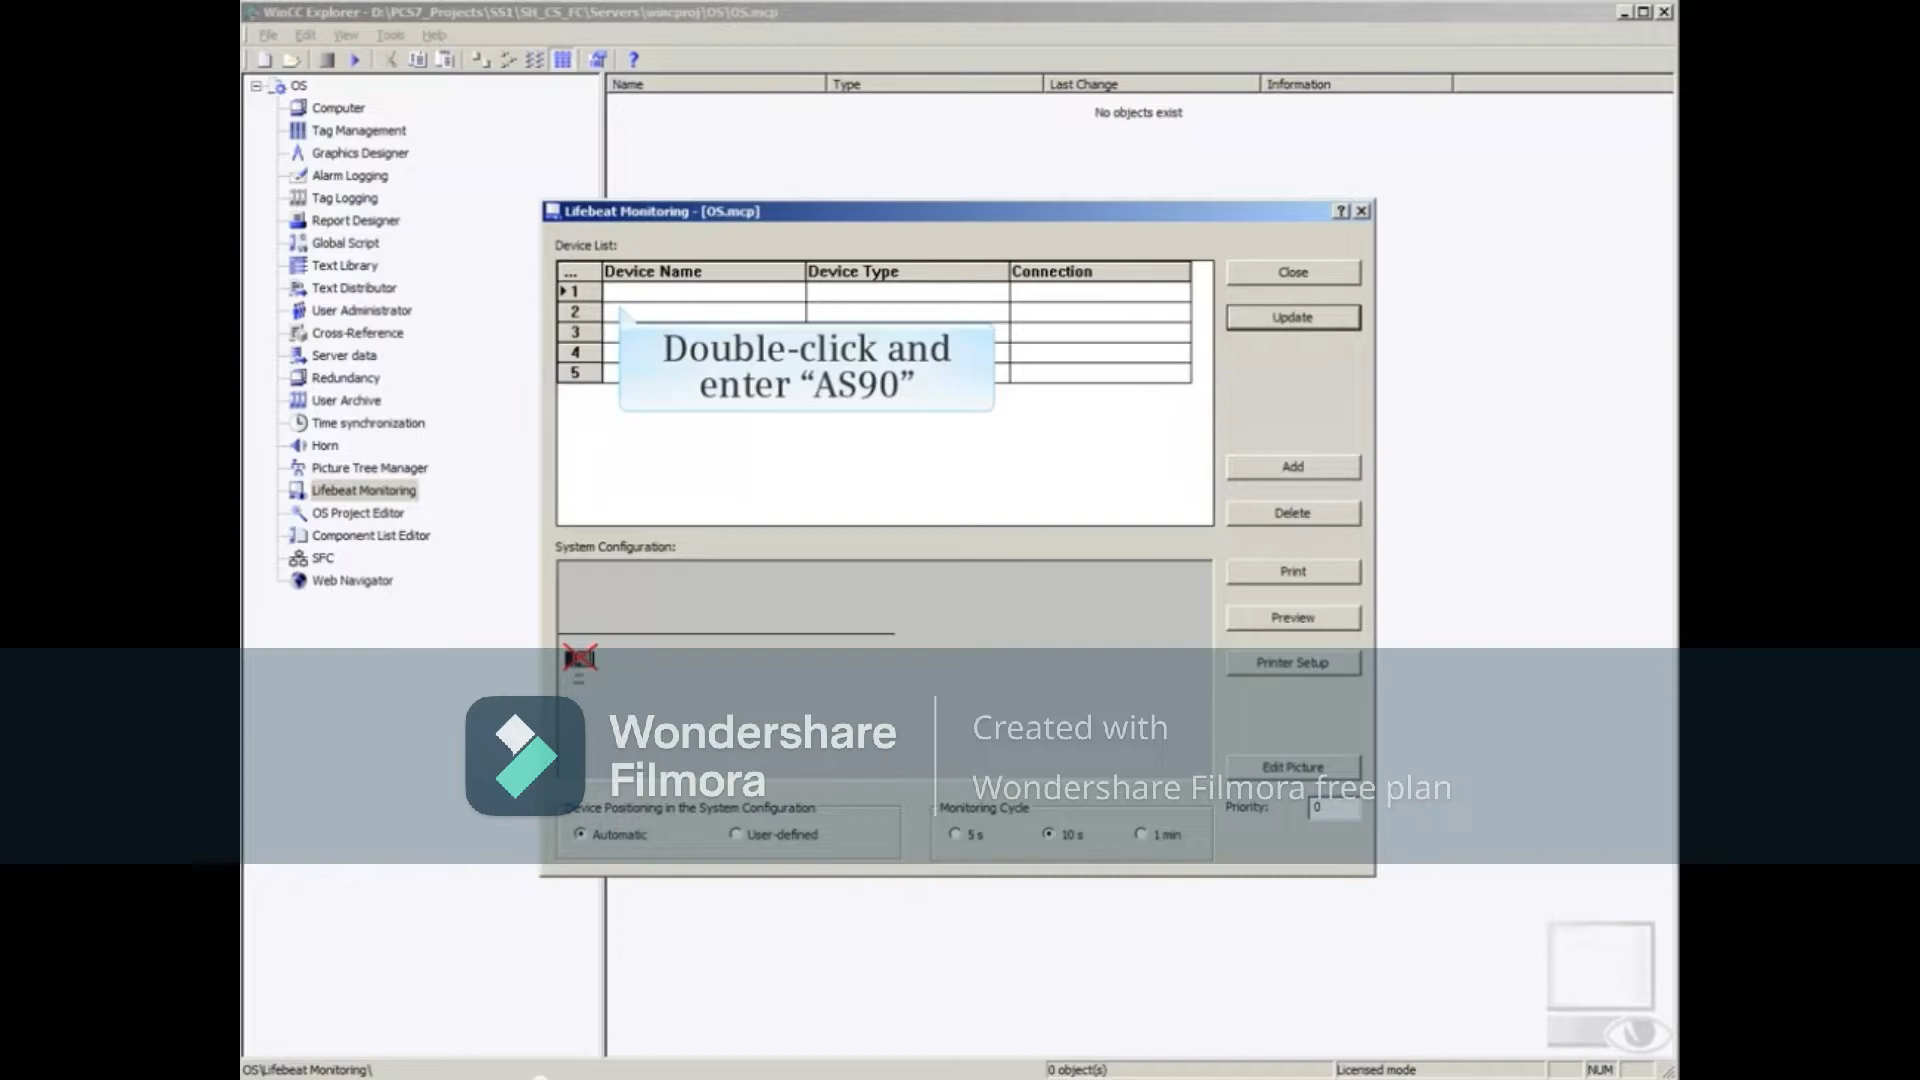 WinCC Explorer - D:\PCS7_Projects\SS1\SH_CS_FC\Servers\wincproj\OS\OS.mcp
File Edit View Tools Help
OS
Computer
Tag Management
Graphics Designer
Alarm Logging
Tag Logging
Report Designer
Global Script
Text Library
Text Distributor
User Administrator
Cross-Reference
Server data
Redundancy
User Archive
Time synchronization
Horn
Picture Tree Manager
Lifebeat Monitoring
OS Project Editor
Component List Editor
SFC
Web Navigator
Name Type Last Change Information
No objects exist
Lifebeat Monitoring - [OS.mcp]
Device List:
... Device Name Device Type Connection
1
2
3
4
5
Double-click and
enter “AS90”
Close
Update
Add
Delete
Print
Preview
Printer Setup
Edit Picture
System Configuration:
Device Positioning in the System Configuration
Automatic User-defined
Monitoring Cycle
5 s 10 s 1 min
Priority: 0
Wondershare
Filmora
Created with
Wondershare Filmora free plan
OS\Lifebeat Monitoring\ 0 object(s) Licensed mode NUM